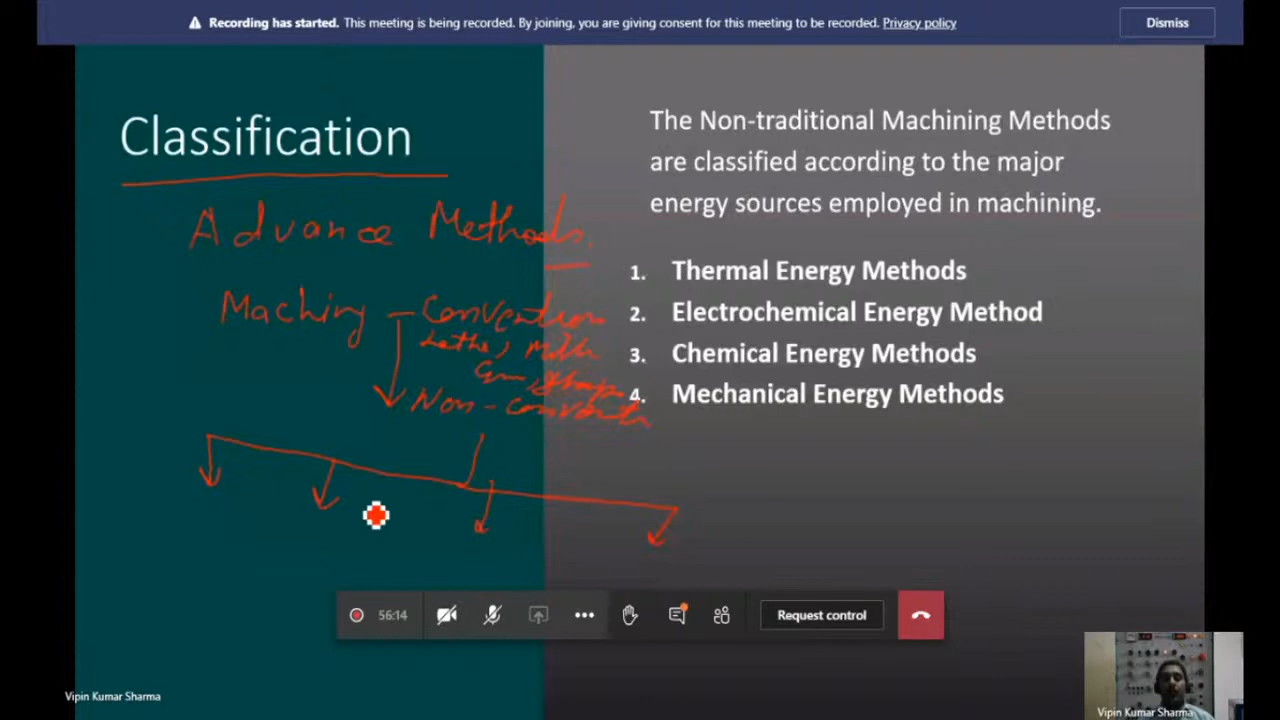 Recording has started. This meeting is being recorded. By joining, you are giving consent for this meeting to be recorded. Privacy policy
Dismiss
Classification
The Non-traditional Machining Methods
are classified according to the major
energy sources employed in machining.
Advance Methods.
1. Thermal Energy Methods
2. Electrochemical Energy Method
3. Chemical Energy Methods
4. Mechanical Energy Methods
Maching - Convention
Lathe,
Non-
56:14
Request control
Vipin Kumar Sharma
Vipin Kumar Sharma